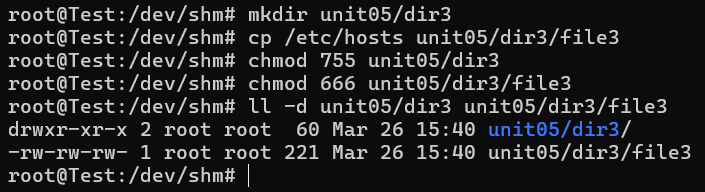 root@Test:/dev/shm# mkdir unit05/dir3
root@Test:/dev/shm# cp /etc/hosts unit05/dir3/file3
root@Test:/dev/shm# chmod 755 unit05/dir3
root@Test:/dev/shm# chmod 666 unit05/dir3/file3
root@Test:/dev/shm# ll -d unit05/dir3 unit05/dir3/file3
drwxr-xr-x 2 root root  60 Mar 26 15:40 unit05/dir3/
-rw-rw-rw- 1 root root 221 Mar 26 15:40 unit05/dir3/file3
root@Test:/dev/shm#